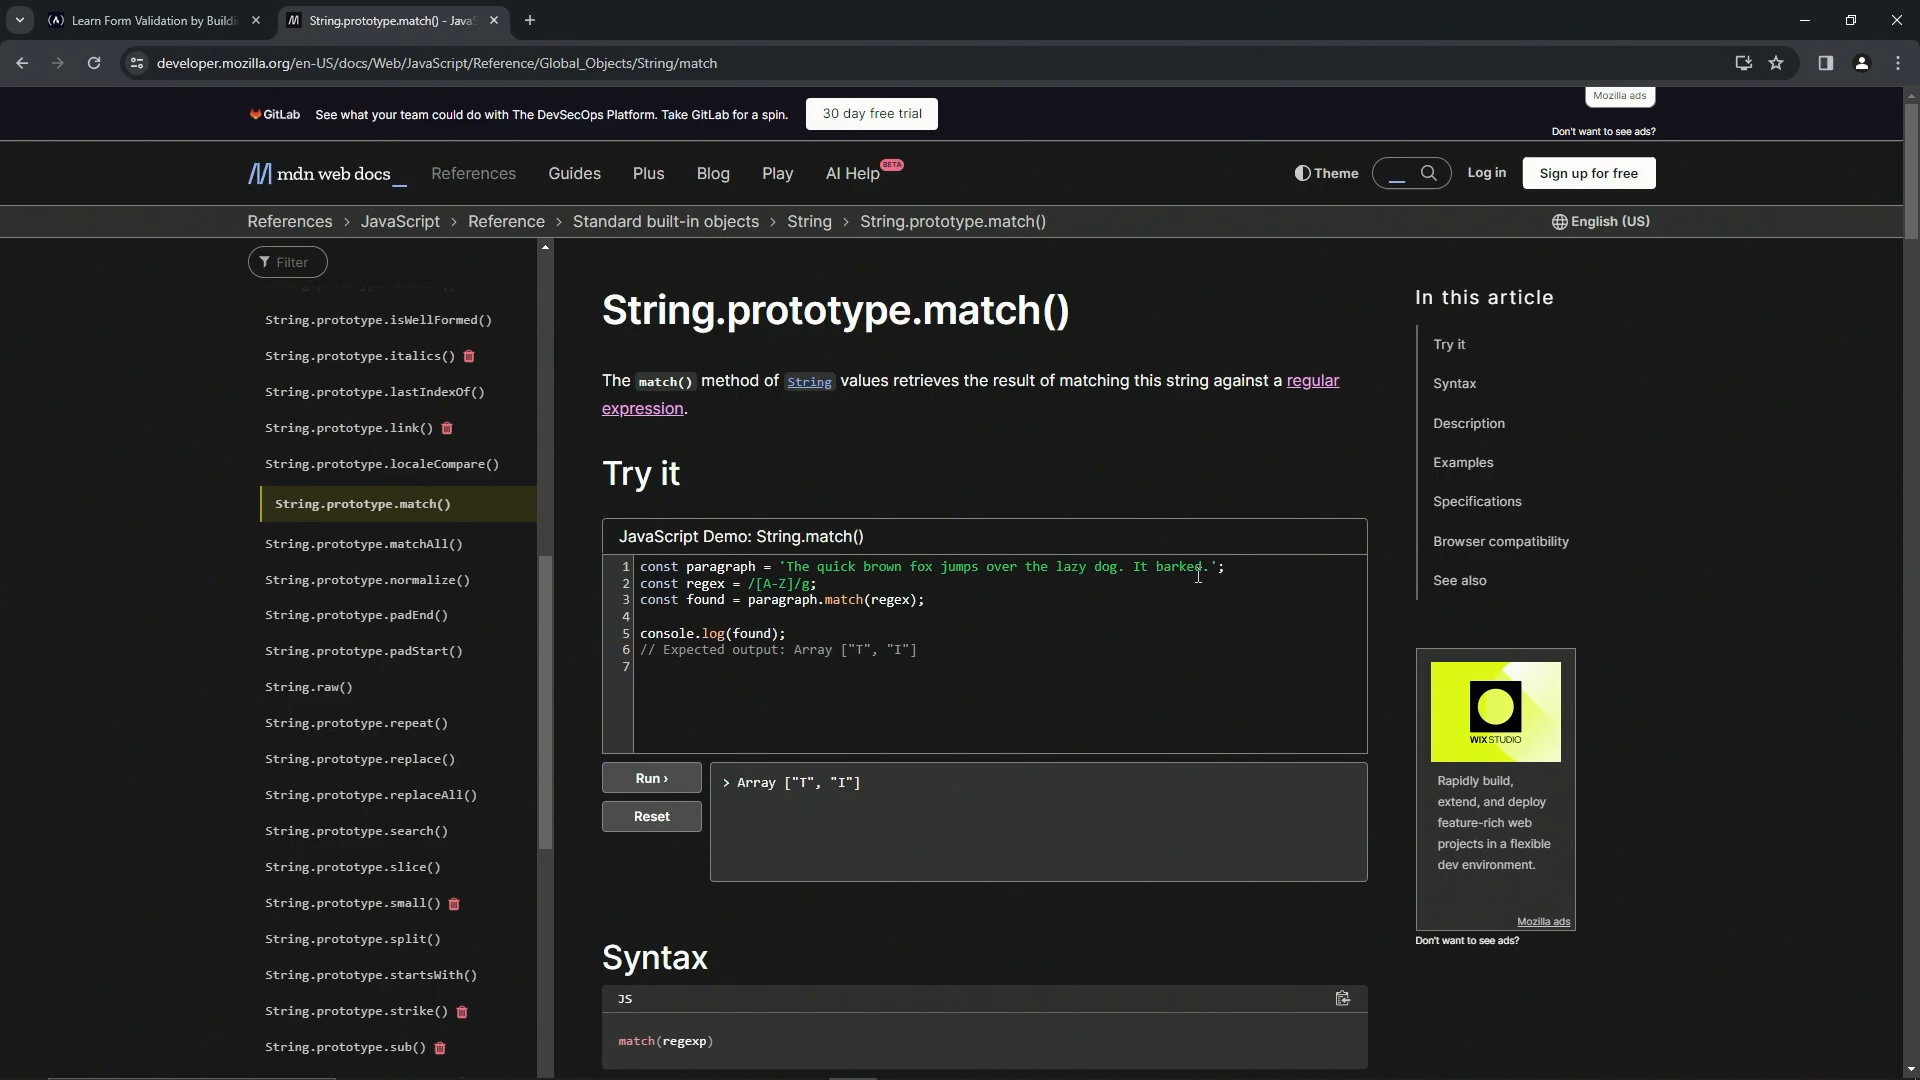 Learn Form Validation by Buildi
String.prototype.match() - Java
developer.mozilla.org/en-US/docs/Web/JavaScript/Reference/Global_Objects/String/match
GitLab See what your team could do with The DevSecOps Platform. Take GitLab for a spin. 30 day free trial
Mozilla ads
Don't want to see ads?
mdn web docs_ References Guides Plus Blog Play AI Help BETA Theme Log in Sign up for free
References > JavaScript > Reference > Standard built-in objects > String > String.prototype.match() English (US)
Filter
String.prototype.isWellFormed()
String.prototype.italics()
String.prototype.lastIndexOf()
String.prototype.link()
String.prototype.localeCompare()
String.prototype.match()
String.prototype.matchAll()
String.prototype.normalize()
String.prototype.padEnd()
String.prototype.padStart()
String.raw()
String.prototype.repeat()
String.prototype.replace()
String.prototype.replaceAll()
String.prototype.search()
String.prototype.slice()
String.prototype.small()
String.prototype.split()
String.prototype.startsWith()
String.prototype.strike()
String.prototype.sub()
String.prototype.match()
The match() method of String values retrieves the result of matching this string against a regular
expression.
Try it
JavaScript Demo: String.match()
1 const paragraph = 'The quick brown fox jumps over the lazy dog. It barked.';
2 const regex = /[A-Z]/g;
3 const found = paragraph.match(regex);
4
5 console.log(found);
6 // Expected output: Array ["T", "I"]
7
Run ›
Reset
> Array ["T", "I"]
Syntax
JS
match(regexp)
In this article
Try it
Syntax
Description
Examples
Specifications
Browser compatibility
See also
WIX STUDIO
Rapidly build,
extend, and deploy
feature-rich web
projects in a flexible
dev environment.
Mozilla ads
Don't want to see ads?